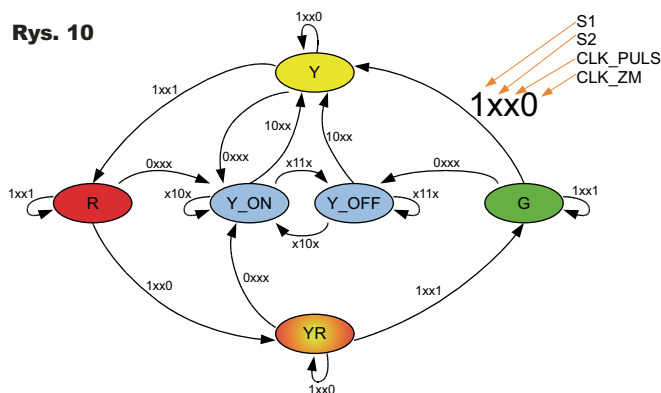 Rys. 10
1xx0
S1
S2
CLK_PULS
CLK_ZM
1xx0
Y
1xx1
0xxx
10xx
10xx
0xxx
0xxx
1xx1
R
x10x
Y_ON
x11x
Y_OFF
x11x
G
1xx1
x10x
1xx0
0xxx
1xx1
YR
1xx0